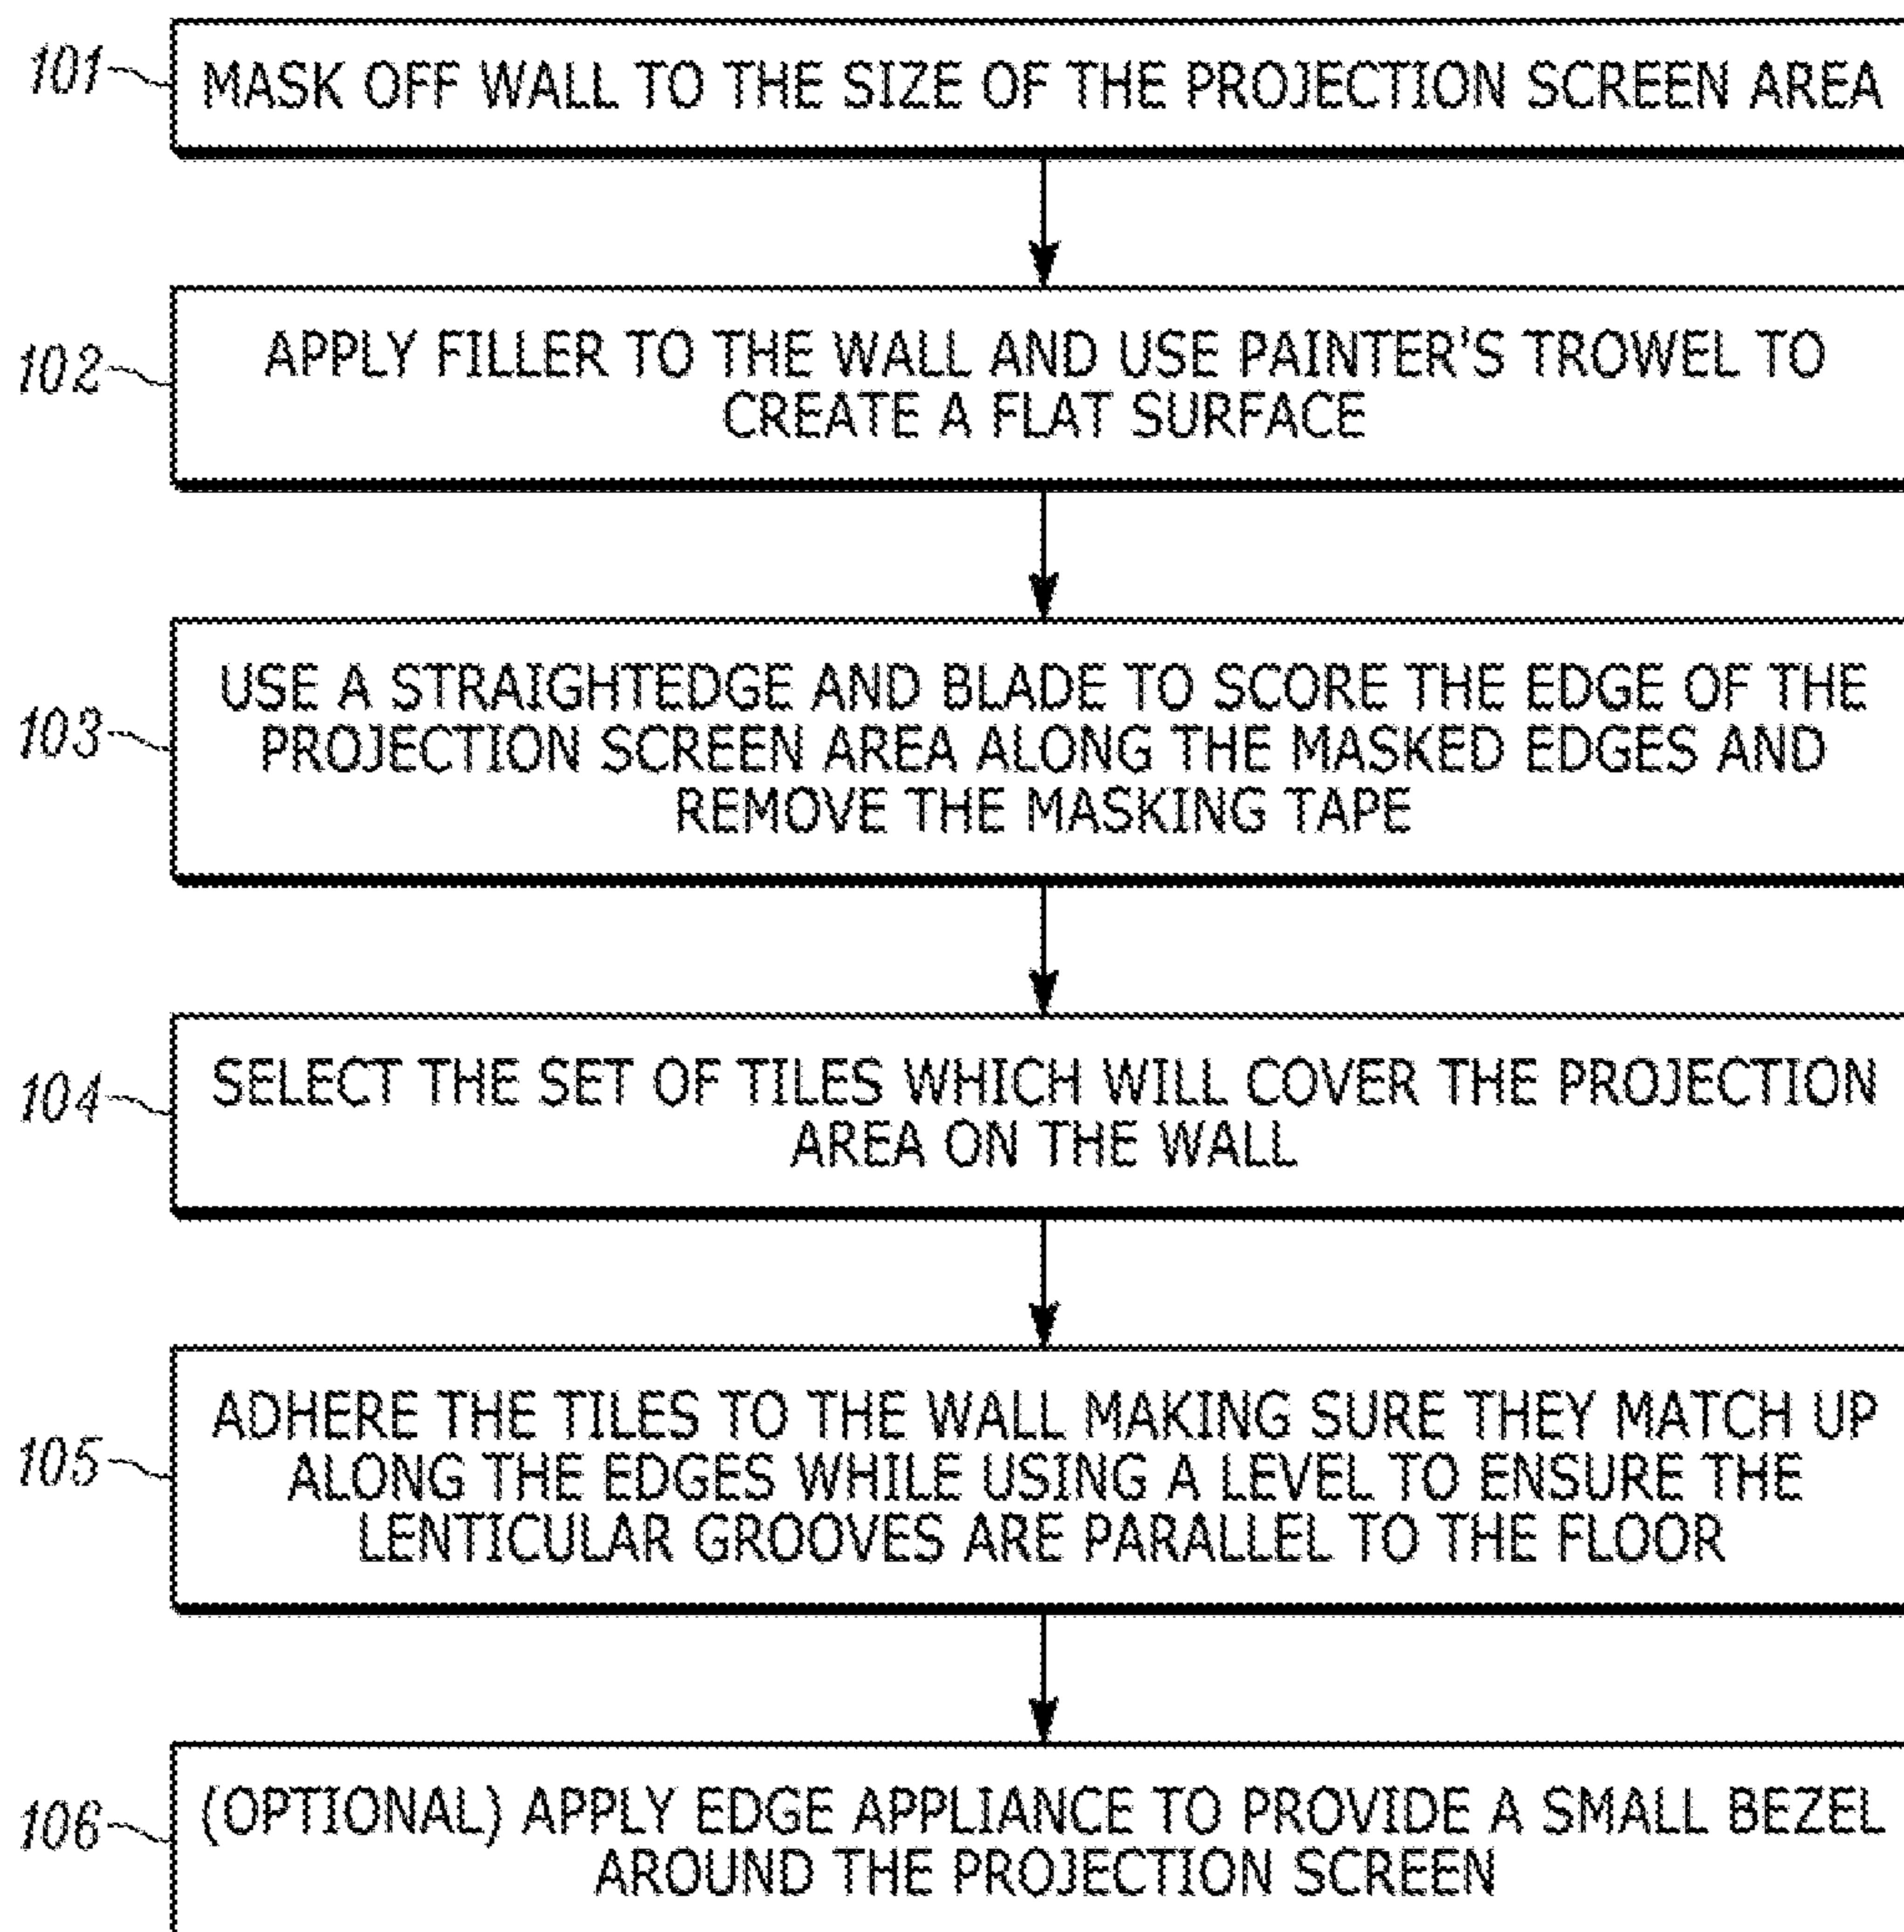 101
MASK OFF WALL TO THE SIZE OF THE PROJECTION SCREEN AREA
102
APPLY FILLER TO THE WALL AND USE PAINTER'S TROWEL TO
CREATE A FLAT SURFACE
103
USE A STRAIGHTEDGE AND BLADE TO SCORE THE EDGE OF THE
PROJECTION SCREEN AREA ALONG THE MASKED EDGES AND
REMOVE THE MASKING TAPE
104
SELECT THE SET OF TILES WHICH WILL COVER THE PROJECTION
AREA ON THE WALL
105
ADHERE THE TILES TO THE WALL MAKING SURE THEY MATCH UP
ALONG THE EDGES WHILE USING A LEVEL TO ENSURE THE
LENTICULAR GROOVES ARE PARALLEL TO THE FLOOR
106
(OPTIONAL) APPLY EDGE APPLIANCE TO PROVIDE A SMALL BEZEL
AROUND THE PROJECTION SCREEN